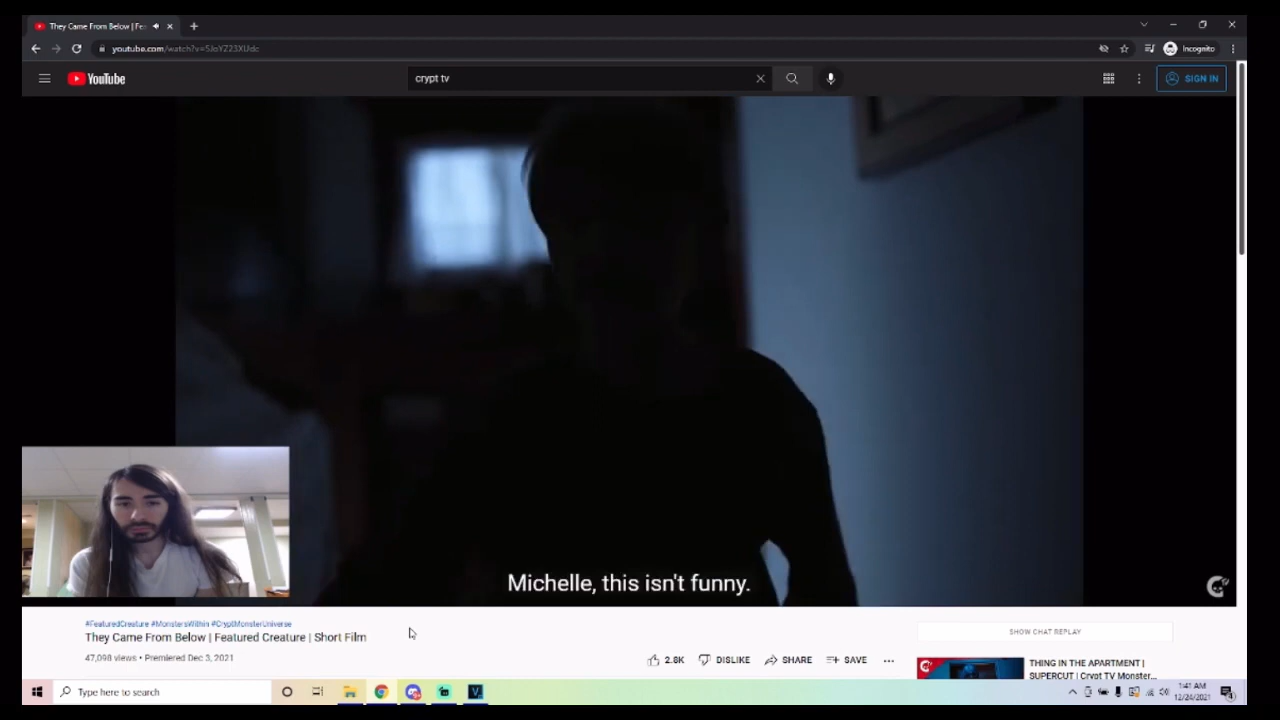 They Came From Below | Fea
youtube.com/watch?v=SJoYZ23XIJdc
Incognito
YouTube
crypt tv
SIGN IN
Michelle, this isn't funny.
#FeaturedCreature #MonstersWithin #CryptMonsterUniverse
They Came From Below | Featured Creature | Short Film
47,098 views • Premiered Dec 3, 2021
2.8K
DISLIKE
SHARE
SAVE
SHOW CHAT REPLAY
THING IN THE APARTMENT |
SUPERCUT | Crypt TV Monster...
Type here to search
1:41 AM
12/24/2021